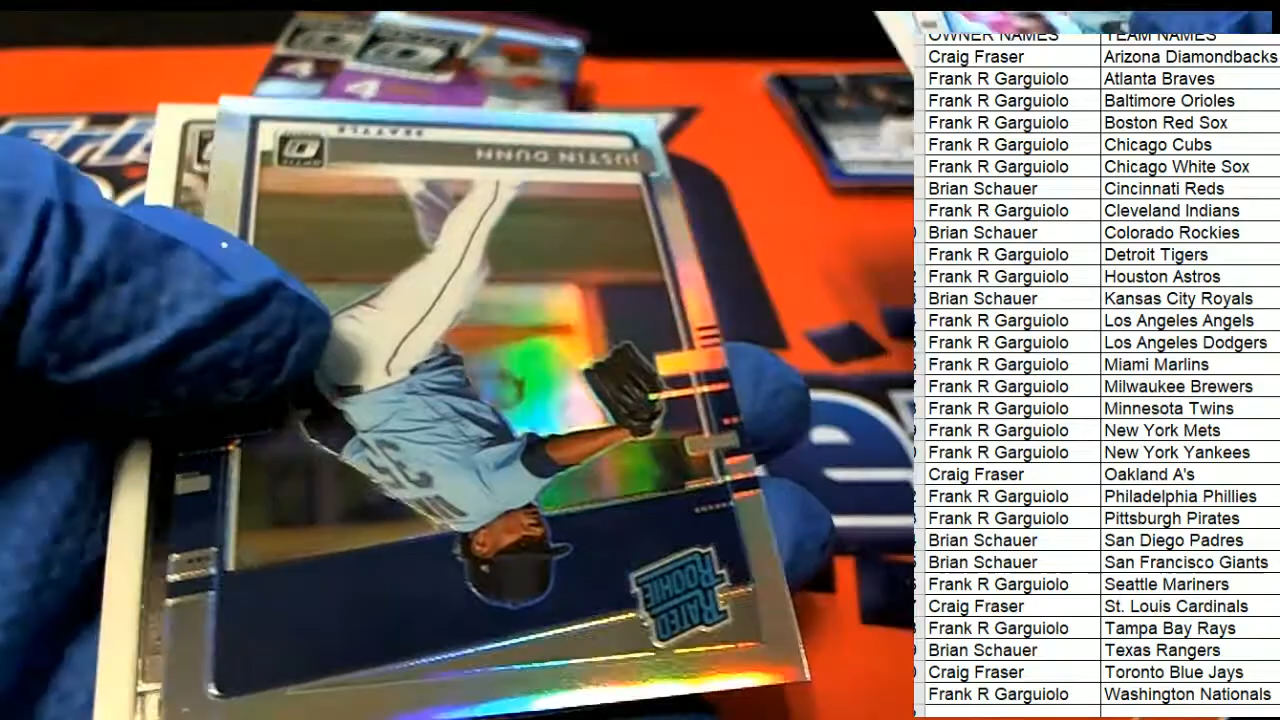 OWNER NAMES TEAM NAMES
Craig Fraser Arizona Diamondbacks
Frank R Garguiolo Atlanta Braves
Frank R Garguiolo Baltimore Orioles
Frank R Garguiolo Boston Red Sox
Frank R Garguiolo Chicago Cubs
Frank R Garguiolo Chicago White Sox
Brian Schauer Cincinnati Reds
Frank R Garguiolo Cleveland Indians
Brian Schauer Colorado Rockies
Frank R Garguiolo Detroit Tigers
Frank R Garguiolo Houston Astros
Brian Schauer Kansas City Royals
Frank R Garguiolo Los Angeles Angels
Frank R Garguiolo Los Angeles Dodgers
Frank R Garguiolo Miami Marlins
Frank R Garguiolo Milwaukee Brewers
Frank R Garguiolo Minnesota Twins
Frank R Garguiolo New York Mets
Frank R Garguiolo New York Yankees
Craig Fraser Oakland A's
Frank R Garguiolo Philadelphia Phillies
Frank R Garguiolo Pittsburgh Pirates
Brian Schauer San Diego Padres
Brian Schauer San Francisco Giants
Frank R Garguiolo Seattle Mariners
Craig Fraser St. Louis Cardinals
Frank R Garguiolo Tampa Bay Rays
Brian Schauer Texas Rangers
Craig Fraser Toronto Blue Jays
Frank R Garguiolo Washington Nationals
4
4
SEATTLE
JUSTIN DUNN
OPTIC
35
RATED
ROOKIE